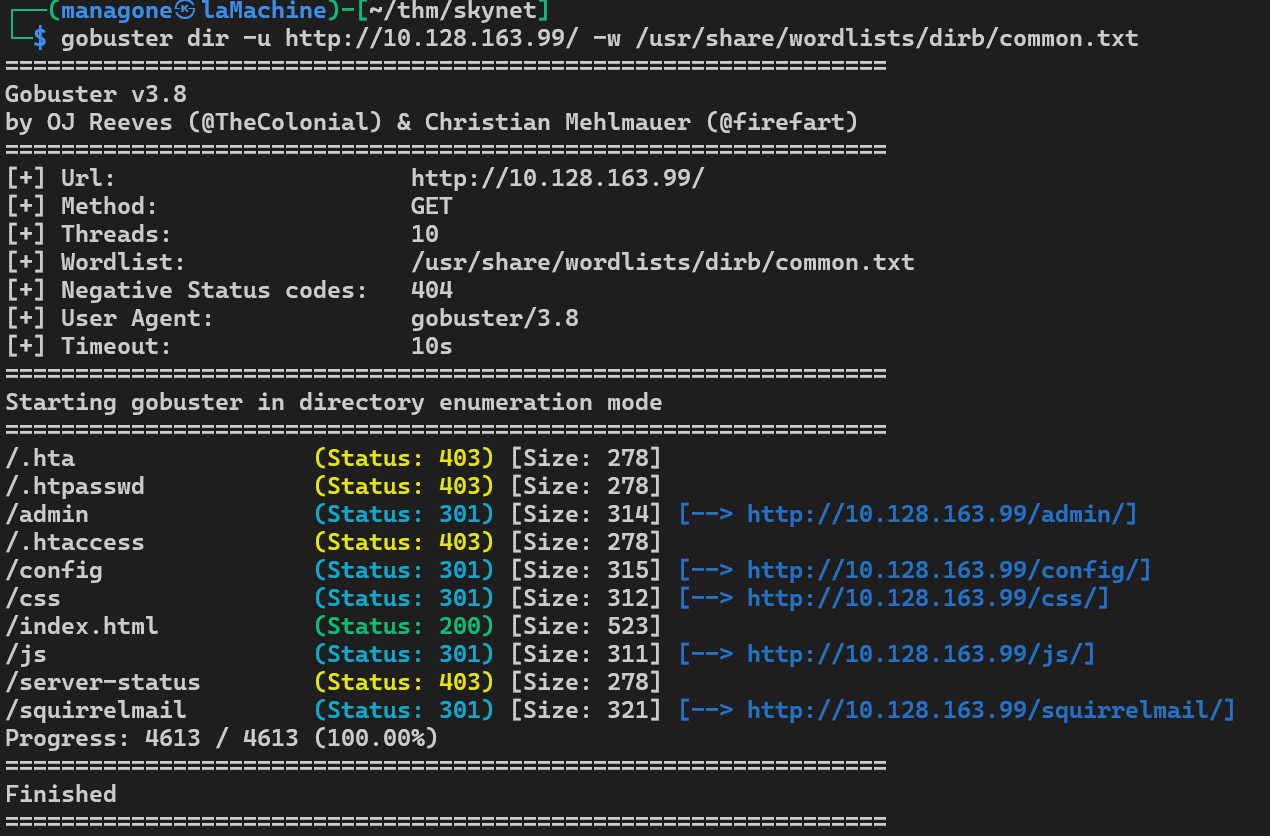 ┌──(managone㉿laMachine)-[~/thm/skynet]
└─$ gobuster dir -u http://10.128.163.99/ -w /usr/share/wordlists/dirb/common.txt
===============================================================
Gobuster v3.8
by OJ Reeves (@TheColonial) & Christian Mehlmauer (@firefart)
===============================================================
[+] Url:                     http://10.128.163.99/
[+] Method:                  GET
[+] Threads:                 10
[+] Wordlist:                /usr/share/wordlists/dirb/common.txt
[+] Negative Status codes:   404
[+] User Agent:              gobuster/3.8
[+] Timeout:                 10s
===============================================================
Starting gobuster in directory enumeration mode
===============================================================
/.hta                 (Status: 403) [Size: 278]
/.htpasswd            (Status: 403) [Size: 278]
/admin                (Status: 301) [Size: 314] [--> http://10.128.163.99/admin/]
/.htaccess            (Status: 403) [Size: 278]
/config               (Status: 301) [Size: 315] [--> http://10.128.163.99/config/]
/css                  (Status: 301) [Size: 312] [--> http://10.128.163.99/css/]
/index.html           (Status: 200) [Size: 523]
/js                   (Status: 301) [Size: 311] [--> http://10.128.163.99/js/]
/server-status        (Status: 403) [Size: 278]
/squirrelmail         (Status: 301) [Size: 321] [--> http://10.128.163.99/squirrelmail/]
Progress: 4613 / 4613 (100.00%)
===============================================================
Finished
===============================================================